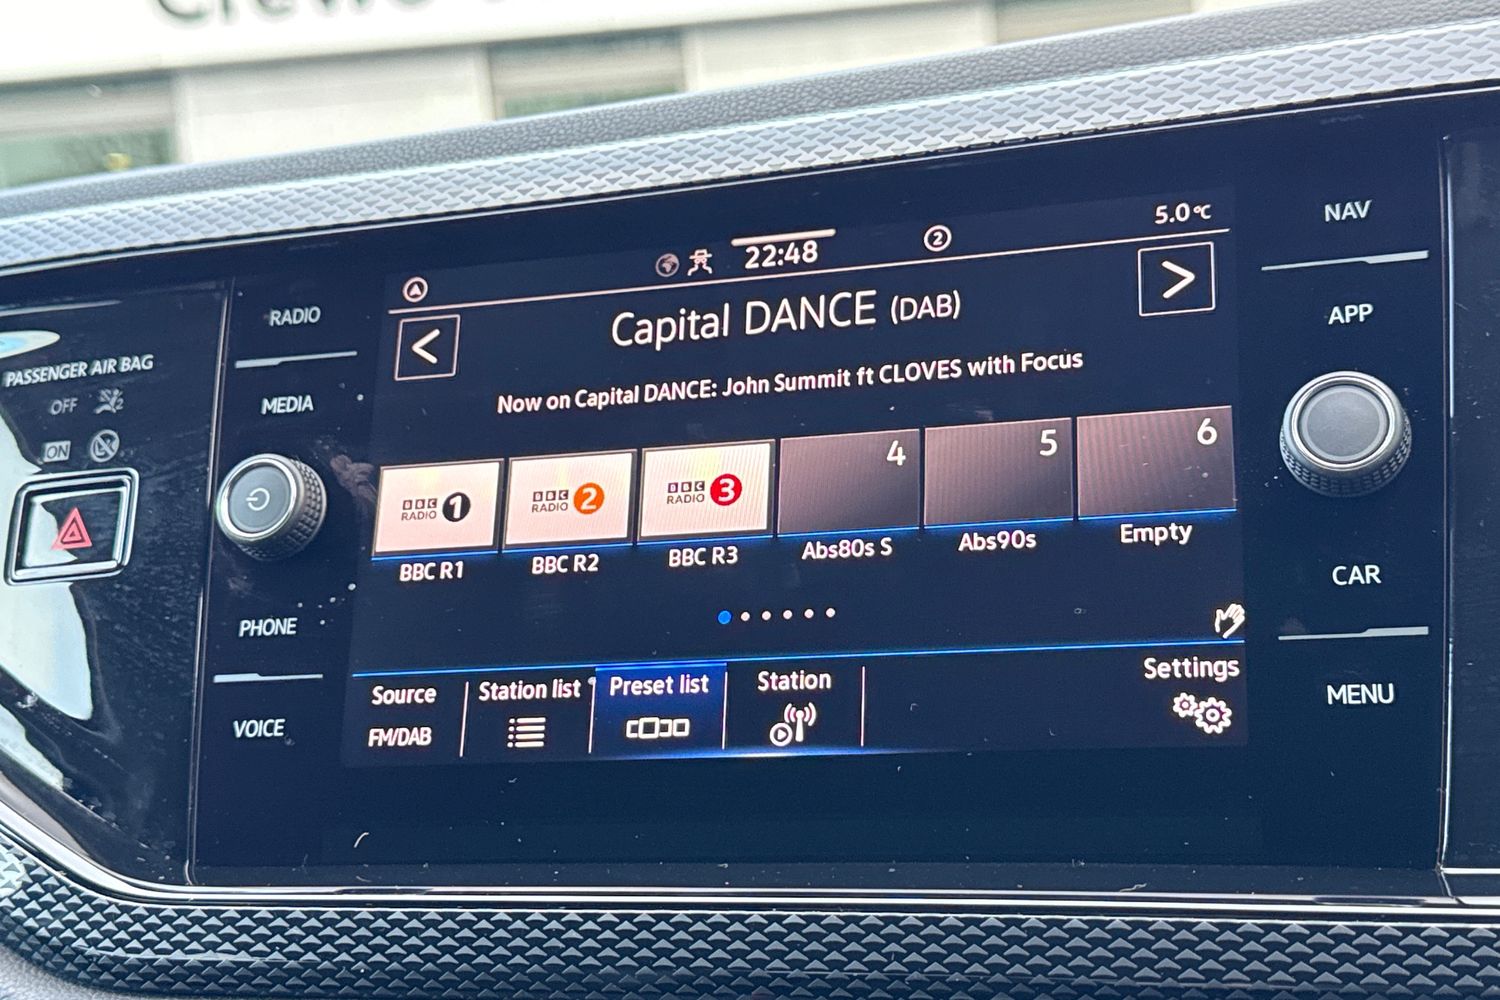 PASSENGER AIR BAG
OFF
ON
RADIO
MEDIA
PHONE
VOICE
22:48
2
5.0°C
<
Capital DANCE (DAB)
>
Now on Capital DANCE: John Summit ft CLOVES with Focus
BBC RADIO 1
BBC RADIO 2
BBC RADIO 3
4
5
6
BBC R1
BBC R2
BBC R3
Abs80s S
Abs90s
Empty
Source
FM/DAB
Station list
Preset list
Station
Settings
NAV
APP
CAR
MENU